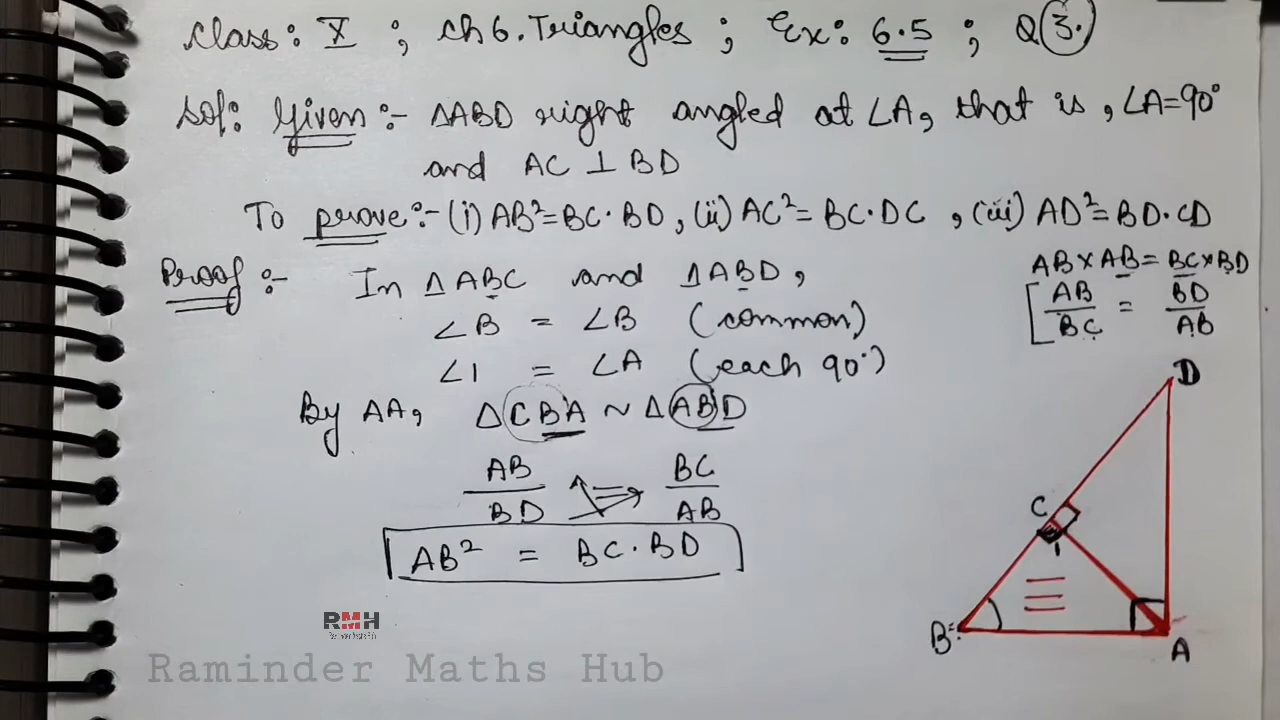 Class: X ; Ch 6. Triangles ; Ex: 6.5 ; Q 3.
Sol: Given :- ΔABD right angled at ∠A, that is, ∠A=90°
and AC ⊥ BD
To prove :- (i) AB²=BC·BD, (ii) AC²= BC·DC , (iii) AD²=BD·CD
Proof :- In ΔABC and ΔABD,
∠B = ∠B (common)
∠1 = ∠A (each 90°)
By AA, ΔCBA ~ ΔABD
AB/BD = BC/AB
AB² = BC·BD
AB×AB = BC×BD
[AB/BC = BD/AB
D
C
1
B
A
RMH
Raminder Maths Hub